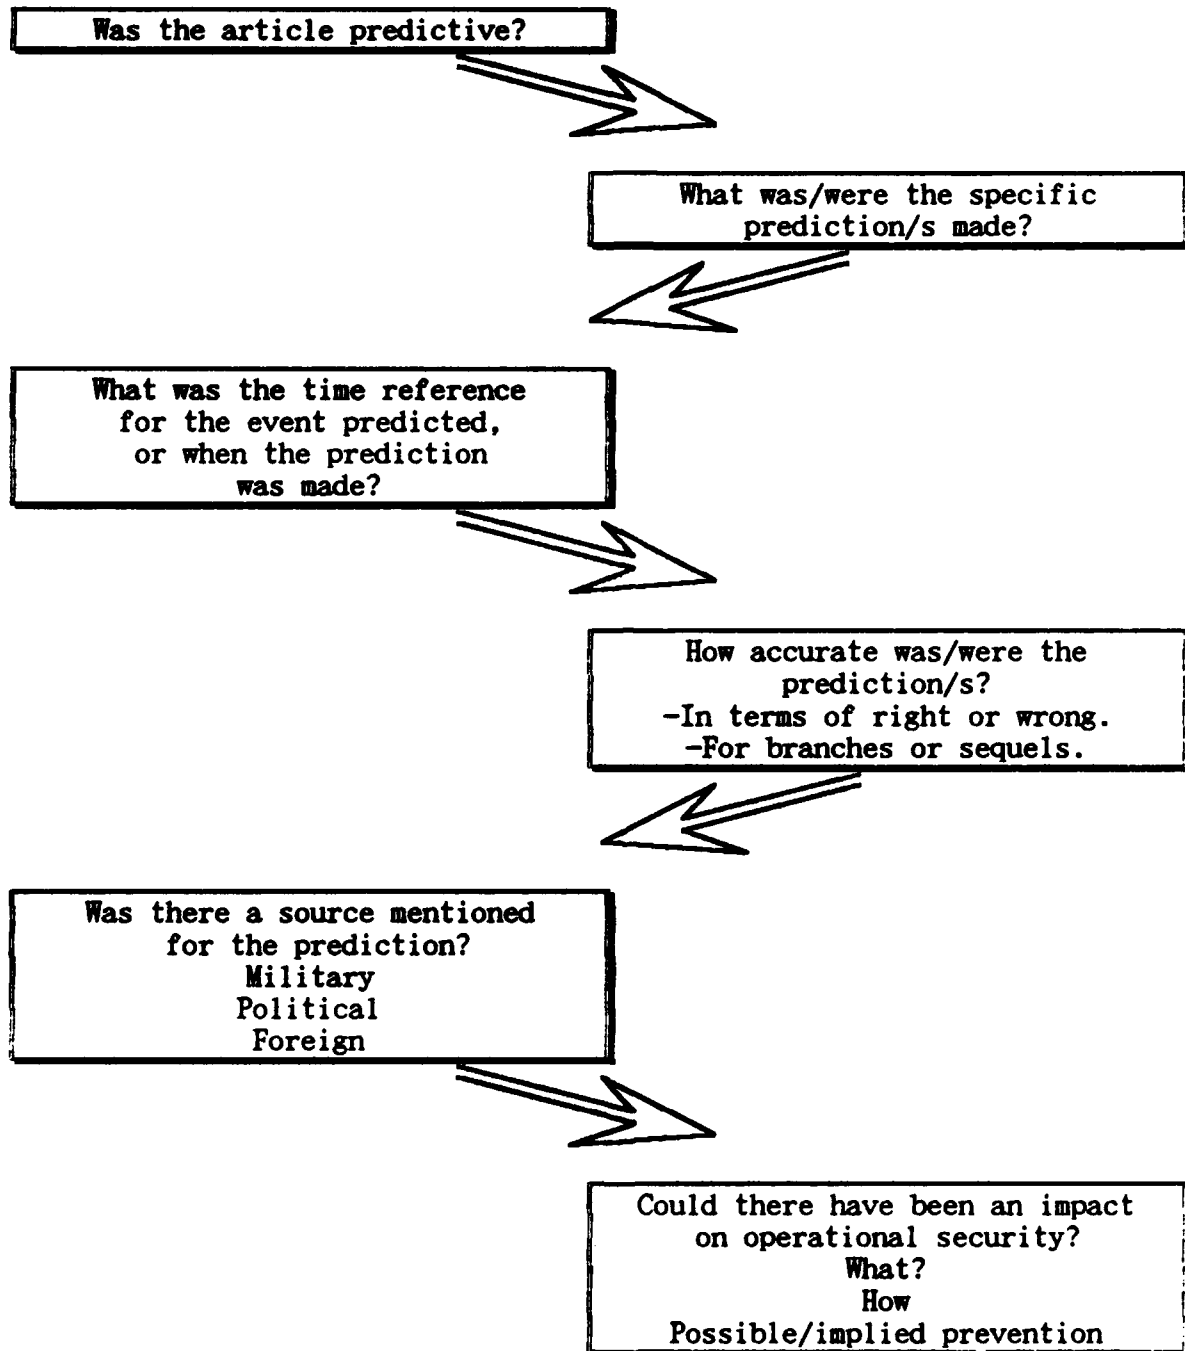 Was the article predictive?
What was/were the specific
prediction/s made?
What was the time reference
for the event predicted,
or when the prediction
was made?
How accurate was/were the
prediction/s?
-In terms of right or wrong.
-For branches or sequels.
Was there a source mentioned
for the prediction?
Military
Political
Foreign
Could there have been an impact
on operational security?
What?
How
Possible/implied prevention